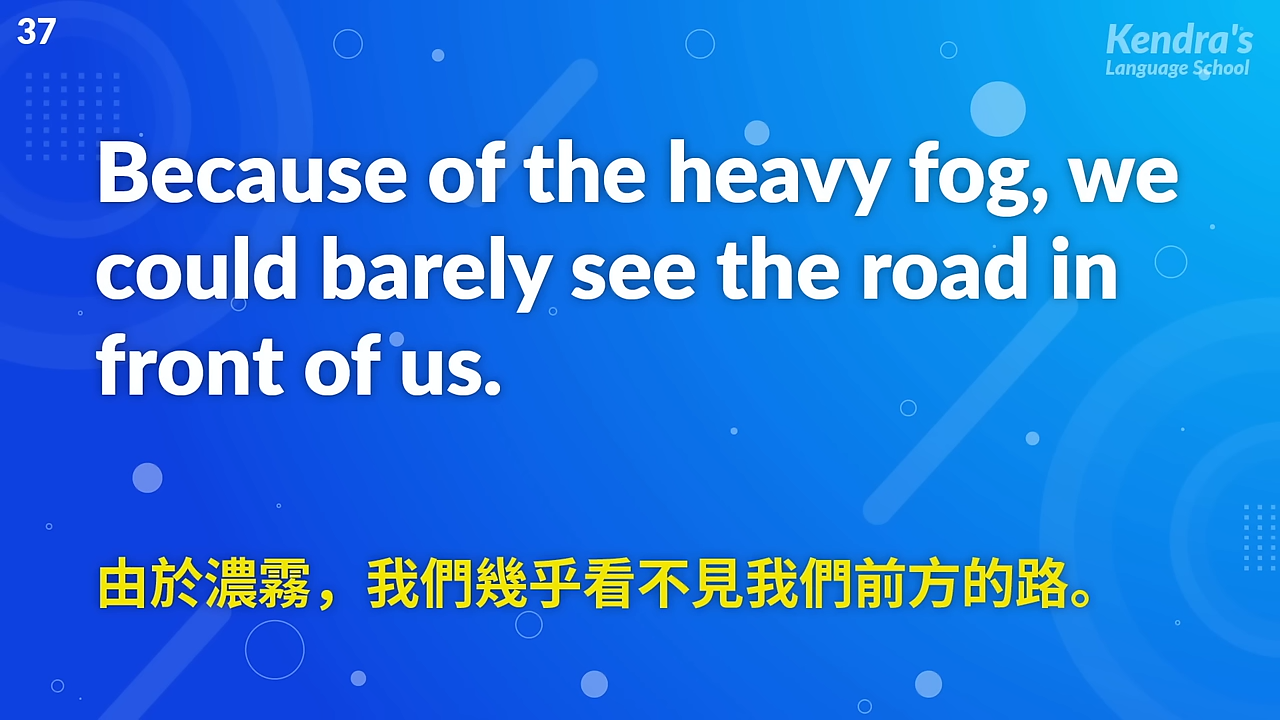 37
Kendra's
Language School
Because of the heavy fog, we
could barely see the road in
front of us.
由於濃霧，我們幾乎看不見我們前方的路。